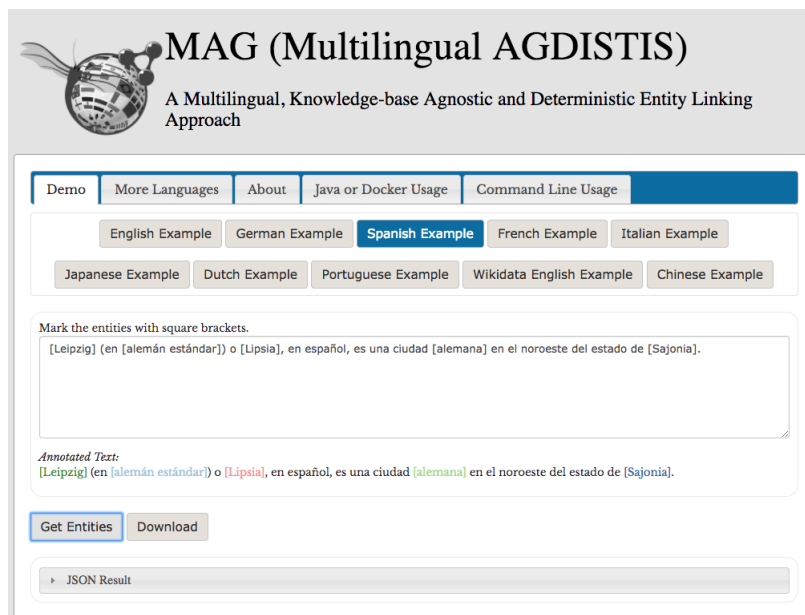 MAG (Multilingual AGDISTIS)
A Multilingual, Knowledge-base Agnostic and Deterministic Entity Linking
Approach
Demo More Languages About Java or Docker Usage Command Line Usage
English Example German Example Spanish Example French Example Italian Example
Japanese Example Dutch Example Portuguese Example Wikidata English Example Chinese Example
Mark the entities with square brackets.
[Leipzig] (en [alemán estándar]) o [Lipsia], en español, es una ciudad [alemana] en el noroeste del estado de [Sajonia].
Annotated Text:
[Leipzig] (en [alemán estándar]) o [Lipsia], en español, es una ciudad [alemana] en el noroeste del estado de [Sajonia].
Get Entities Download
JSON Result